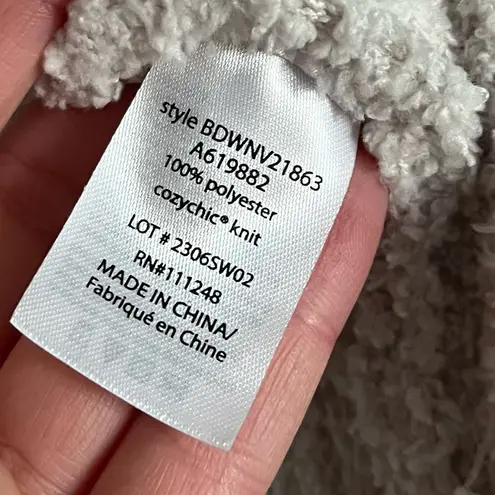 style BDWNV21863
A619882
100% polyester
cozychic® knit
LOT # 2306SW02
RN#111248
MADE IN CHINA/
Fabriqué en Chine